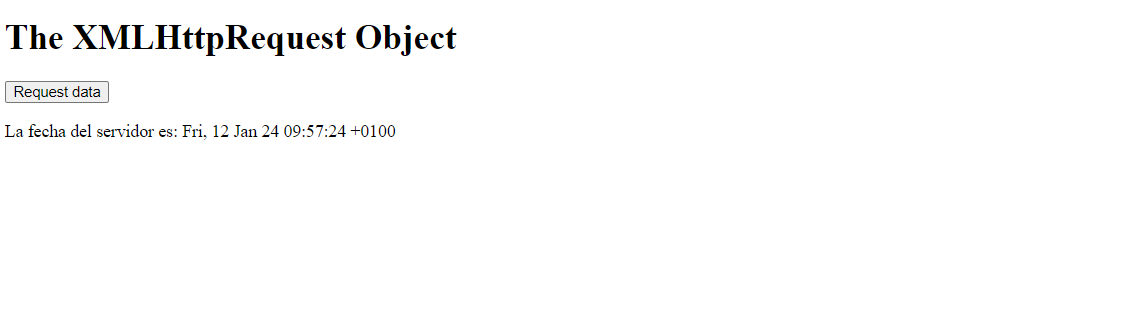 The XMLHttpRequest Object
Request data
La fecha del servidor es: Fri, 12 Jan 24 09:57:24 +0100